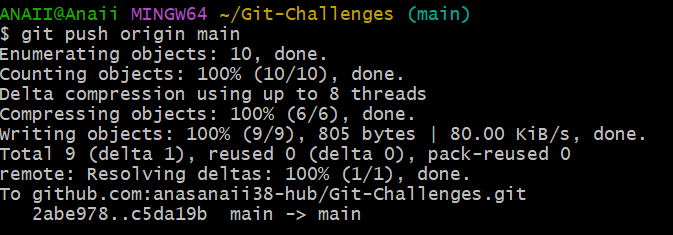 ANAII@Anaii MINGW64 ~/Git-Challenges (main)
$ git push origin main
Enumerating objects: 10, done.
Counting objects: 100% (10/10), done.
Delta compression using up to 8 threads
Compressing objects: 100% (6/6), done.
Writing objects: 100% (9/9), 805 bytes | 80.00 KiB/s, done.
Total 9 (delta 1), reused 0 (delta 0), pack-reused 0
remote: Resolving deltas: 100% (1/1), done.
To github.com:anasanaii38-hub/Git-Challenges.git
   2abe978..c5da19b  main -> main